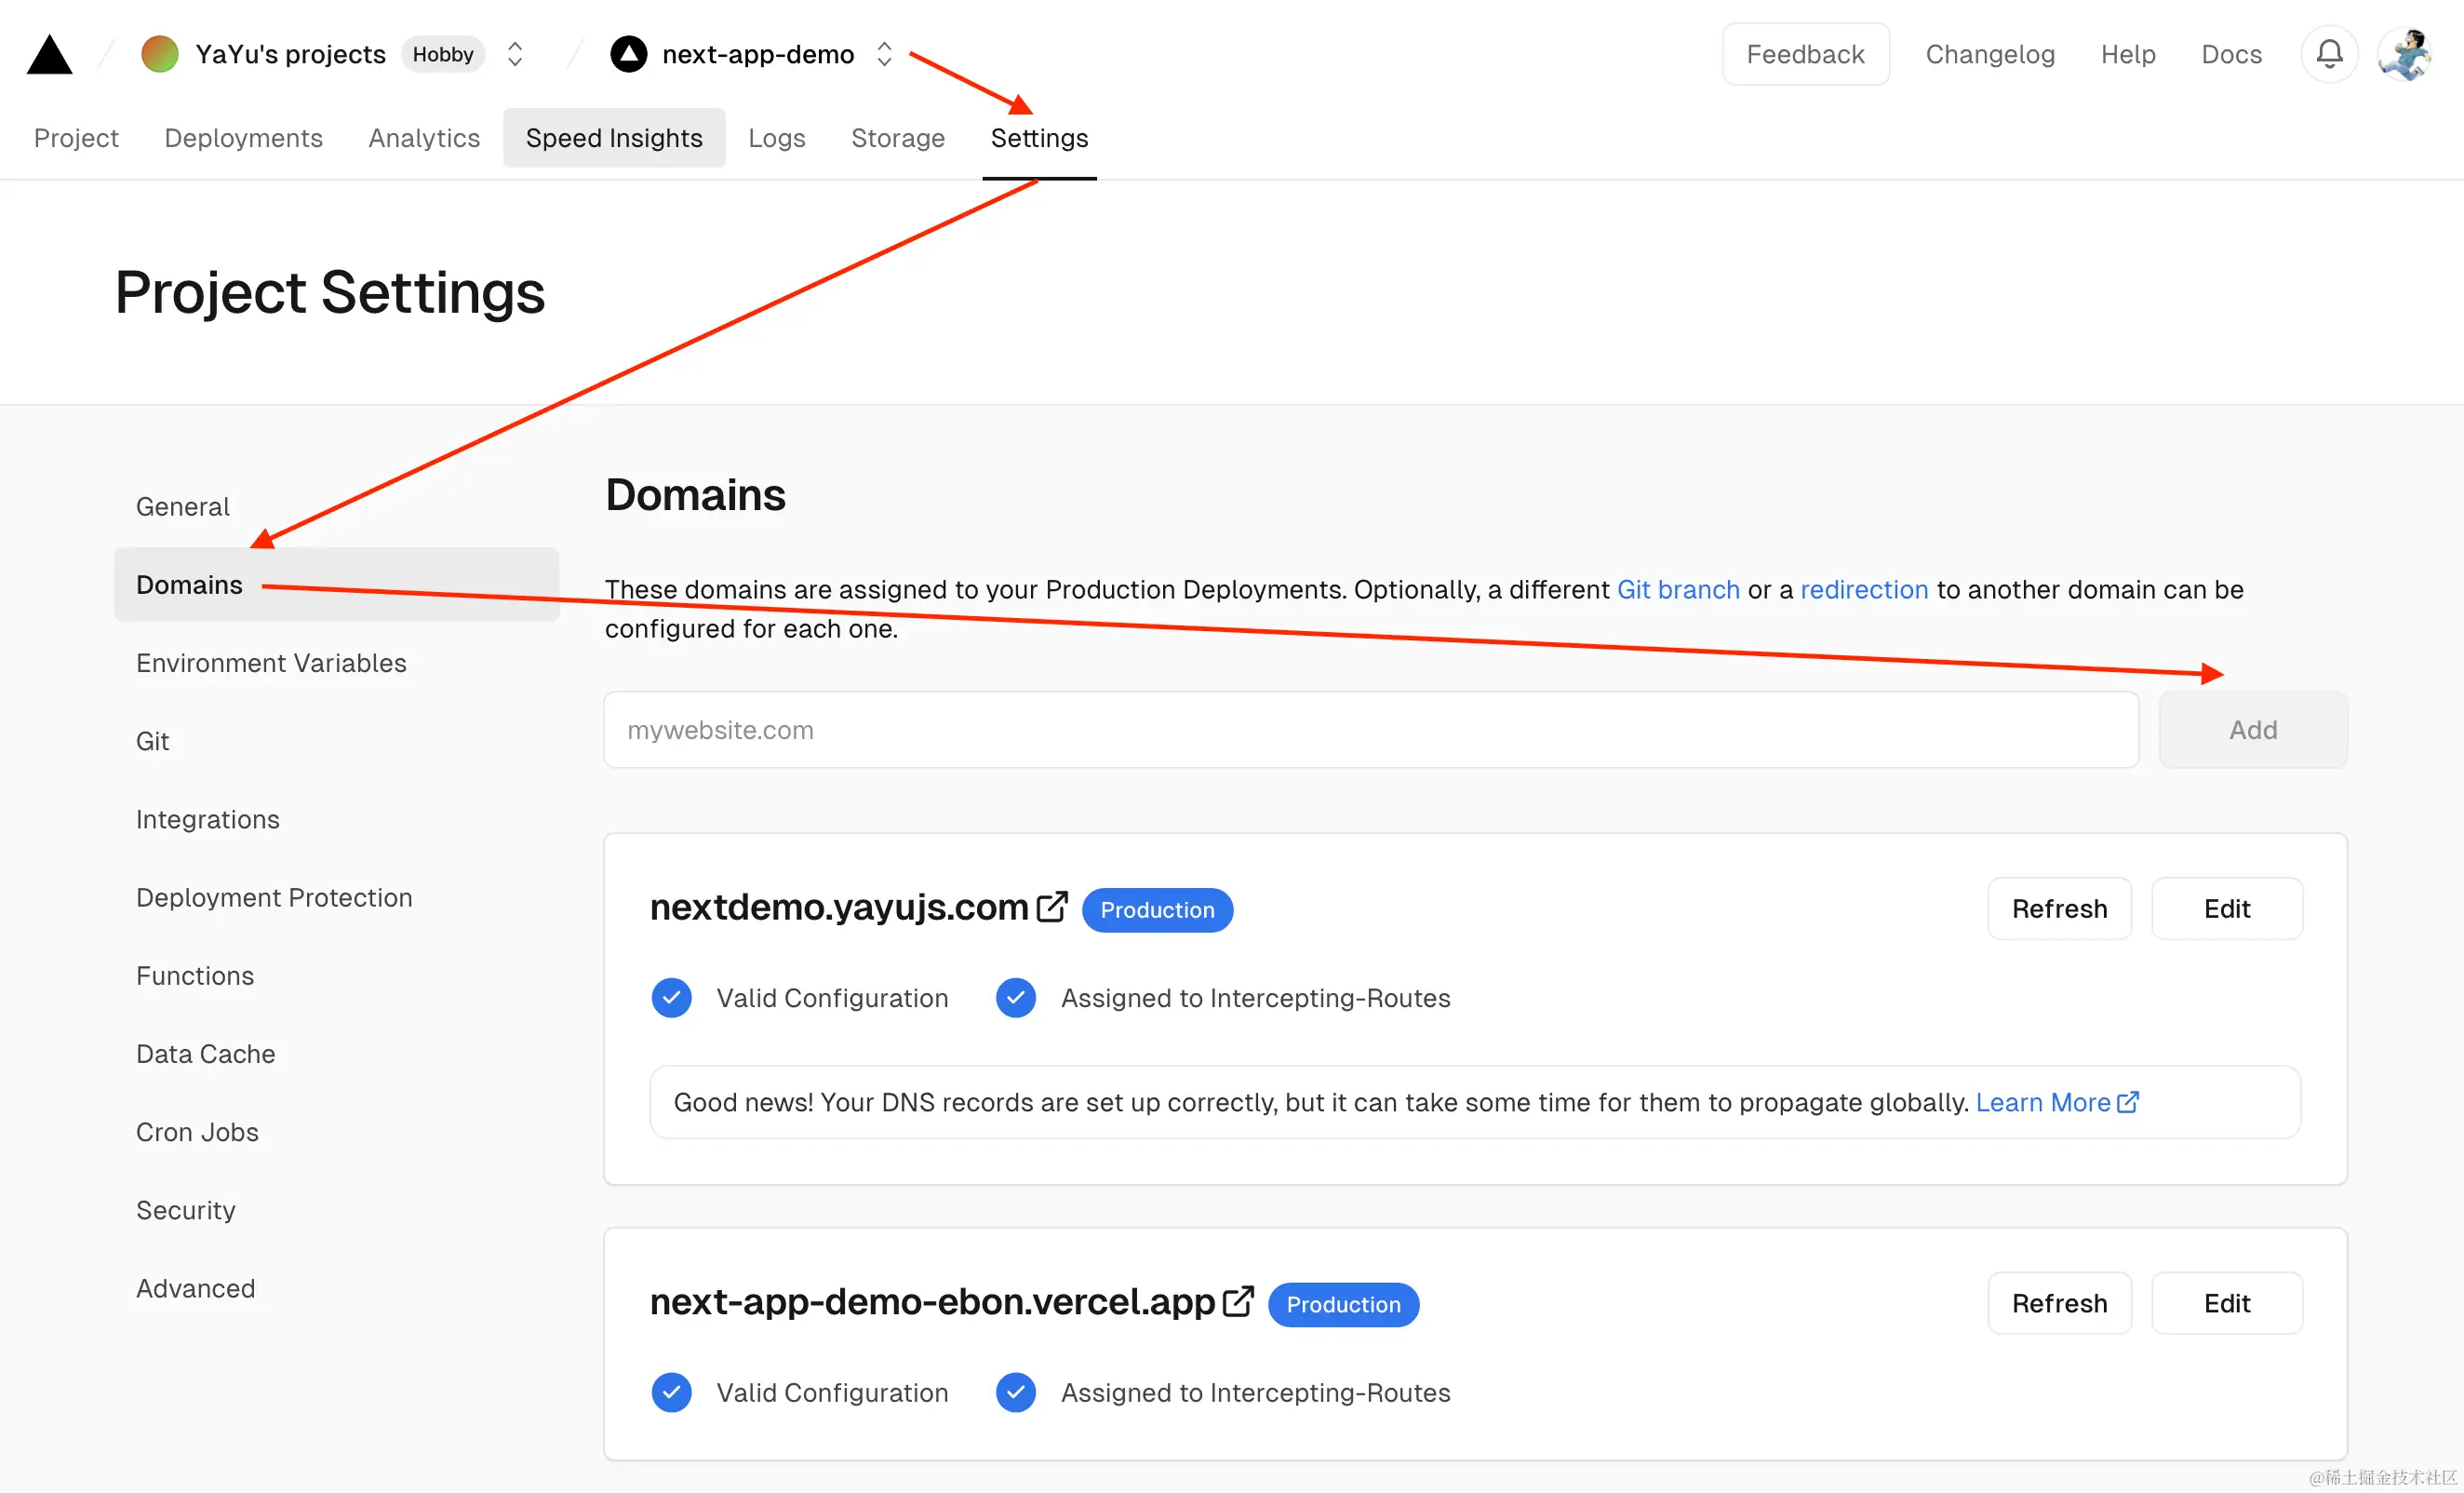 YaYu's projects Hobby next-app-demo Feedback Changelog Help Docs
Project Deployments Analytics Speed Insights Logs Storage Settings
Project Settings
General
Domains
Environment Variables
Git
Integrations
Deployment Protection
Functions
Data Cache
Cron Jobs
Security
Advanced
Domains
These domains are assigned to your Production Deployments. Optionally, a different Git branch or a redirection to another domain can be
configured for each one.
mywebsite.com Add
nextdemo.yayujs.com Production Refresh Edit
Valid Configuration Assigned to Intercepting-Routes
Good news! Your DNS records are set up correctly, but it can take some time for them to propagate globally. Learn More
next-app-demo-ebon.vercel.app Production Refresh Edit
Valid Configuration Assigned to Intercepting-Routes
@稀土掘金技术社区